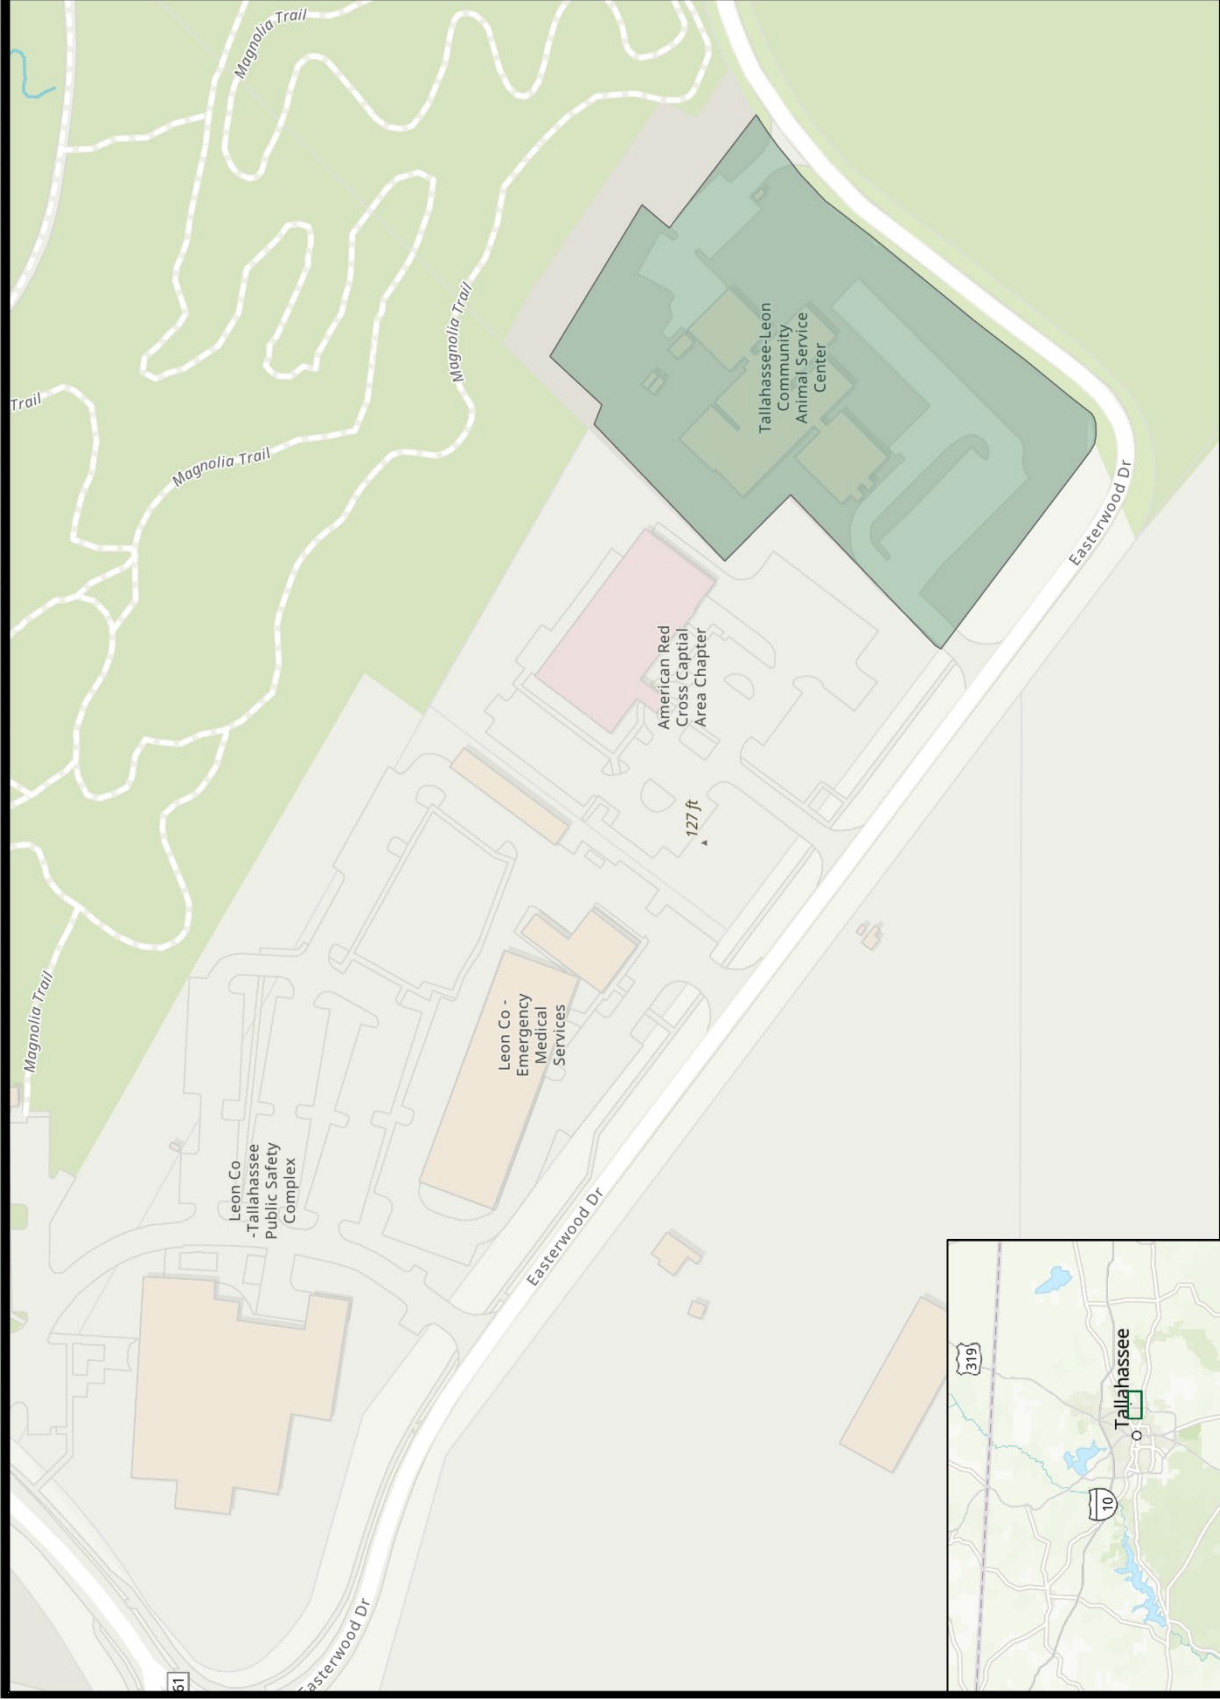 Magnolia Trail
Trail
Magnolia Trail
Magnolia Trail
Magnolia Trail
Tallahassee-Leon
Community
Animal Service
Center
Easterwood Dr
American Red
Cross Captial
Area Chapter
127 ft
Leon Co -
Emergency
Medical
Services
Leon Co
-Tallahassee
Public Safety
Complex
Easterwood Dr
Easterwood Dr
61
319
Tallahassee
10